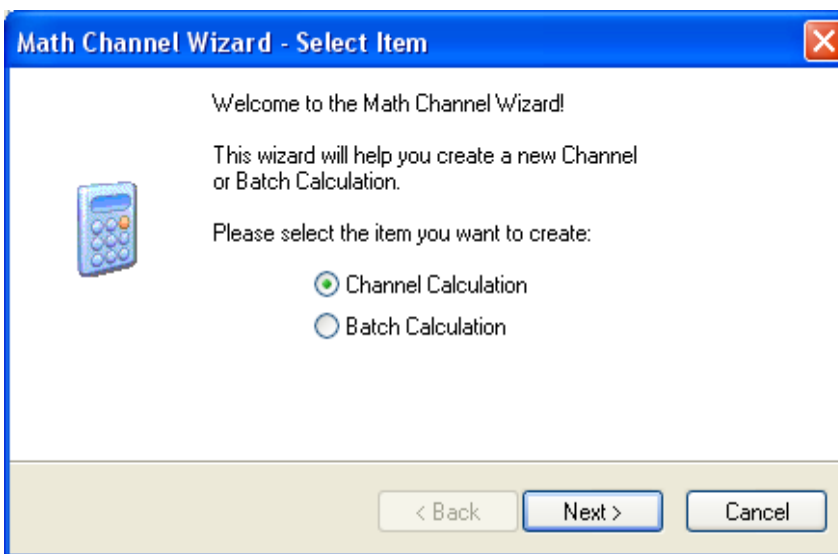 Math Channel Wizard - Select Item
Welcome to the Math Channel Wizard!
This wizard will help you create a new Channel
or Batch Calculation.
Please select the item you want to create:
Channel Calculation
Batch Calculation
< Back
Next >
Cancel